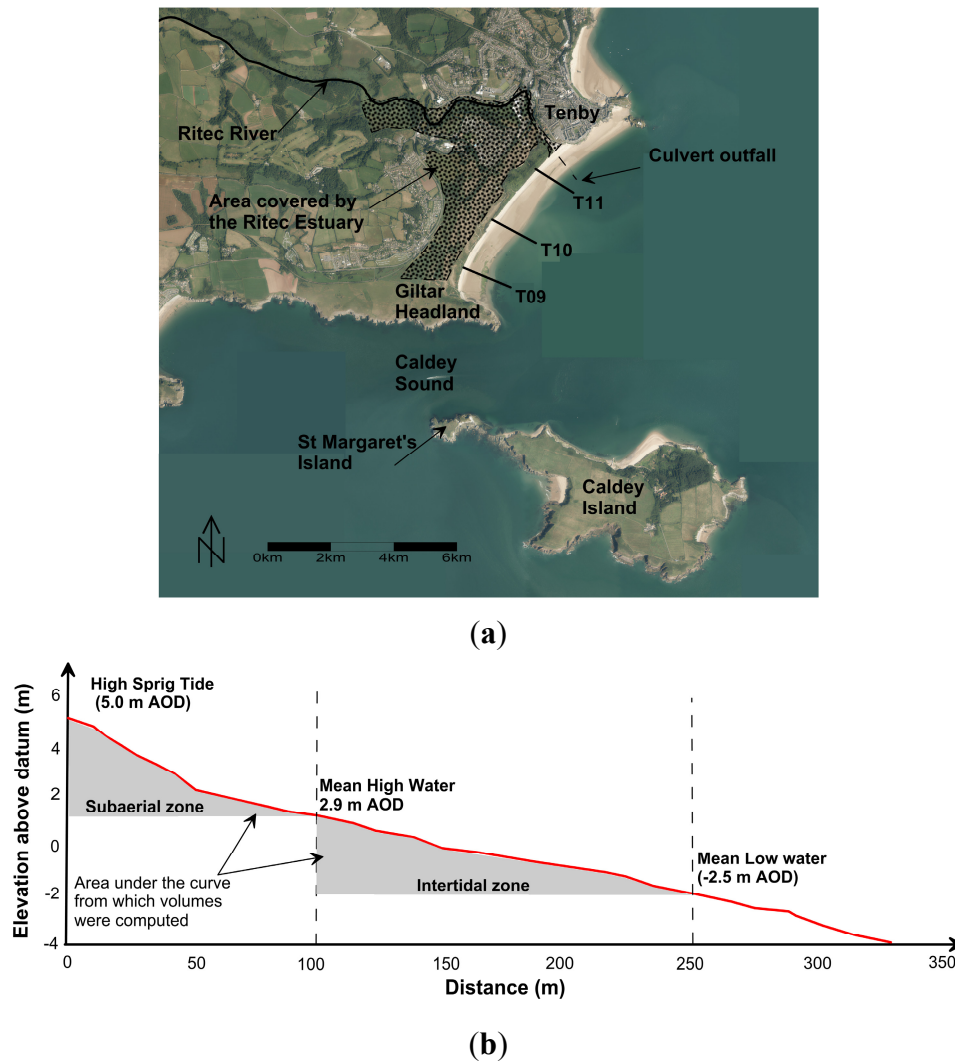 Ritec River
Tenby
Culvert outfall
Area covered by
the Ritec Estuary
T11
T10
T09
Giltar
Headland
Caldey
Sound
St Margaret's
Island
Caldey
Island
N
0km 2km 4km 6km
(a)
Elevation above datum (m)
6
4
2
0
-2
-4
High Sprig Tide
(5.0 m AOD)
Subaerial zone
Mean High Water
2.9 m AOD
Area under the curve
from which volumes
were computed
Intertidal zone
Mean Low water
(-2.5 m AOD)
0 50 100 150 200 250 300 350
Distance (m)
(b)